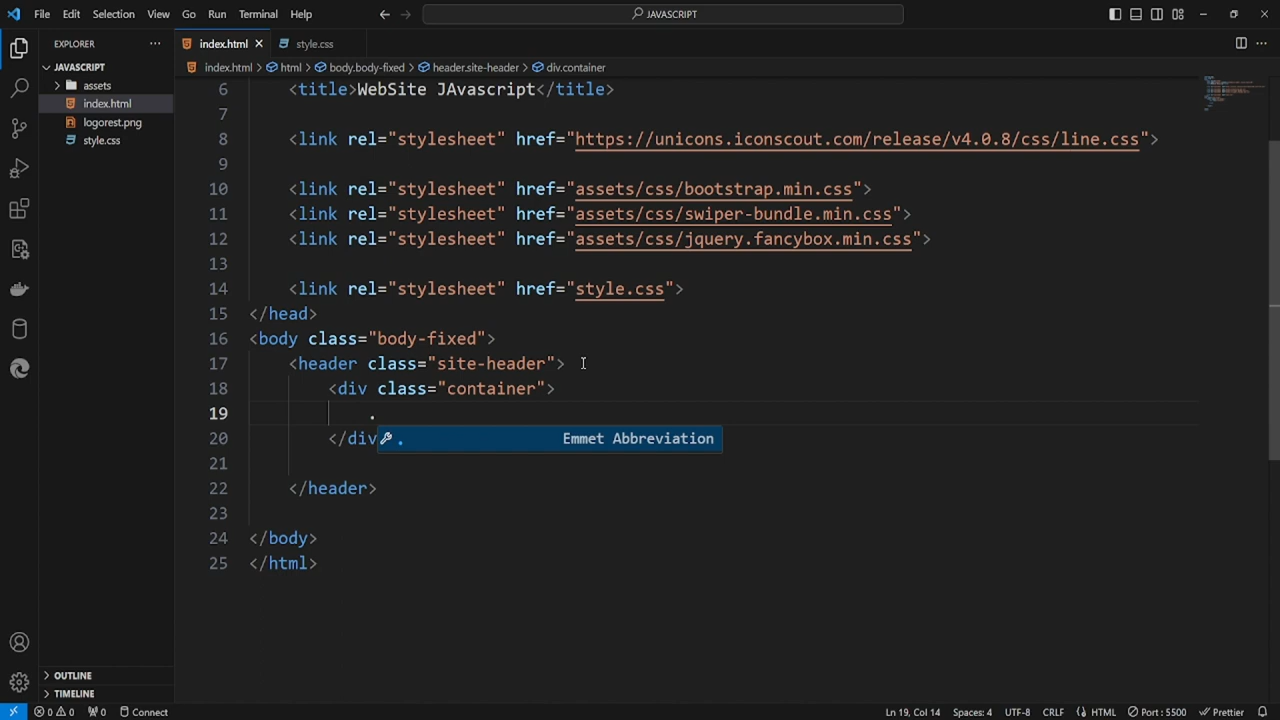 File Edit Selection View Go Run Terminal Help
JAVASCRIPT
EXPLORER
JAVASCRIPT
assets
index.html
logorest.png
style.css
OUTLINE
TIMELINE
index.html
style.css
index.html > html > body.body-fixed > header.site-header > div.container
6 <title>WebSite JAvascript</title>
7
8 <link rel="stylesheet" href="https://unicons.iconscout.com/release/v4.0.8/css/line.css">
9
10 <link rel="stylesheet" href="assets/css/bootstrap.min.css">
11 <link rel="stylesheet" href="assets/css/swiper-bundle.min.css">
12 <link rel="stylesheet" href="assets/css/jquery.fancybox.min.css">
13
14 <link rel="stylesheet" href="style.css">
15 </head>
16 <body class="body-fixed">
17 <header class="site-header">
18 <div class="container">
19 .
20 </div
. Emmet Abbreviation
21
22 </header>
23
24 </body>
25 </html>
0 0 0 Connect Ln 19, Col 14 Spaces: 4 UTF-8 CRLF HTML Port : 5500 Prettier